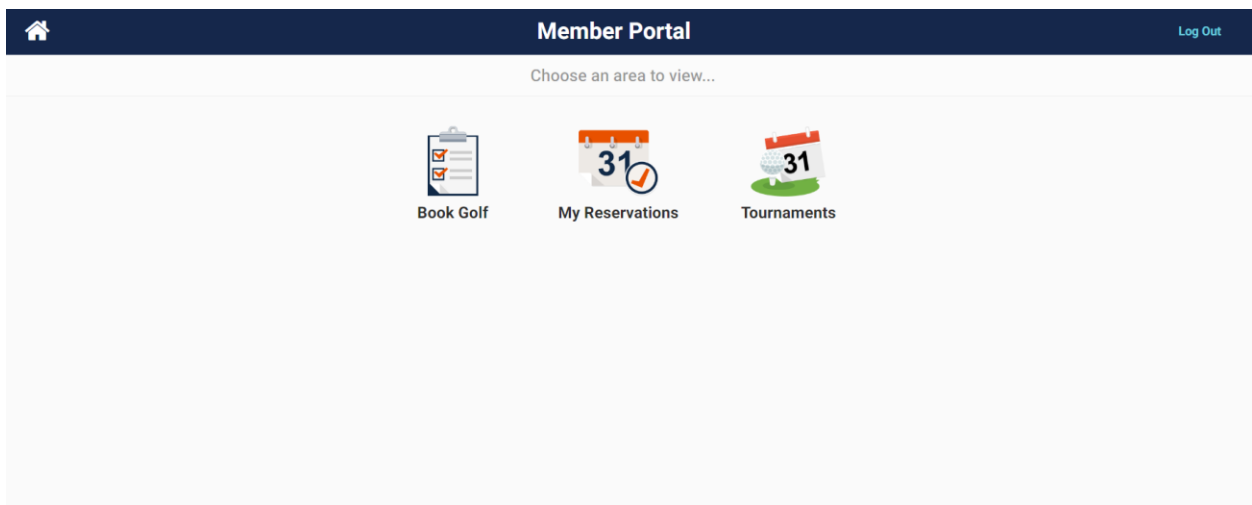 Member Portal
Log Out
Choose an area to view...
31
31
Book Golf
My Reservations
Tournaments